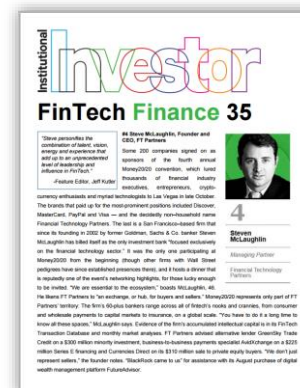 Institutional
Investor
FinTech Finance 35
"Steve personifies the
combination of talent, vision,
energy and experience that
add up to an unprecedented
level of leadership and
influence in FinTech."
-Feature Editor, Jeff Kutler
#4 Steve McLaughlin, Founder and
CEO, FT Partners
Some 200 companies signed on as
sponsors of the fourth annual
Money20/20 convention, which lured
thousands of financial industry
executives, entrepreneurs, crypto-
currency enthusiasts and myriad technologists to Las Vegas in late October.
The brands that paid up for the most-prominent positions included Discover,
MasterCard, PayPal and Visa — and the decidedly non-household name
Financial Technology Partners. The last is a San Francisco-based firm that
since its founding in 2002 by former Goldman, Sachs & Co. banker Steven
McLaughlin has billed itself as the only investment bank "focused exclusively
on the financial technology sector." It was the only one participating at
Money20/20 from the beginning (though other firms with Wall Street
pedigrees have since established presences there), and it hosts a dinner that
is reputedly one of the event's networking highlights, for those lucky enough
to be invited. "We are essential to the ecosystem," boasts McLaughlin, 46.
He likens FT Partners to "an exchange, or hub, for buyers and sellers." Money20/20 represents only part of FT
Partners' territory. The firm's 60-plus bankers range across all of fintech's nooks and crannies, from consumer
and wholesale payments to capital markets to insurance, on a global scale. "You have to do it a long time to
know all these spaces," McLaughlin says. Evidence of the firm's accumulated intellectual capital is in its FinTech
Transaction Database and monthly market analyses. FT Partners advised alternative lender GreenSky Trade
Credit on a $300 million minority investment, business-to-business payments specialist AvidXchange on a $225
million Series E financing and Currencies Direct on its $310 million sale to private equity buyers. "We don't just
represent sellers," the founder notes. "BlackRock came to us" for assistance with its August purchase of digital
wealth management platform FutureAdvisor.
4
Steven
McLaughlin
Managing Partner
Financial Technology
Partners